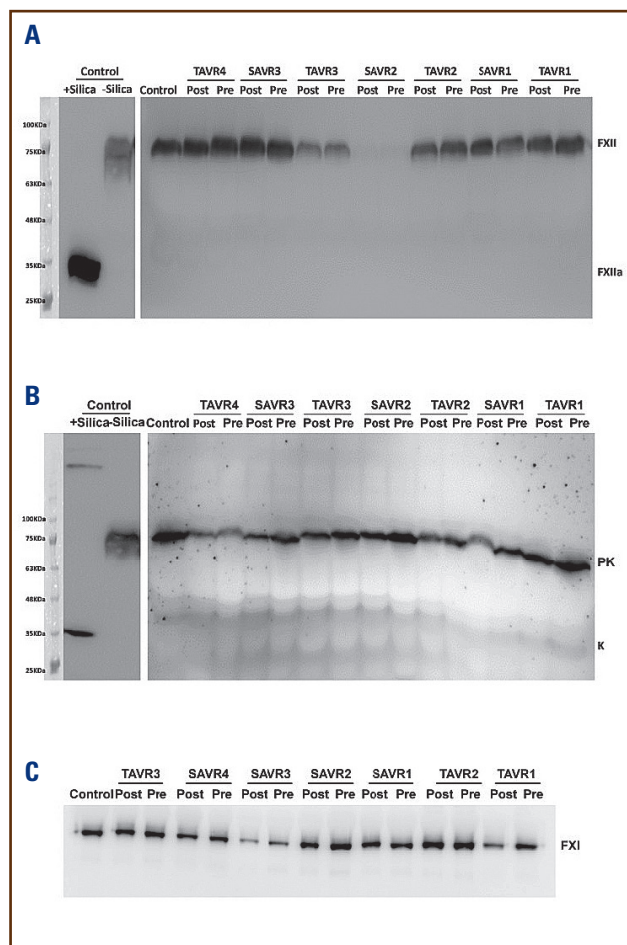 A
Control
+Silica -Silica
Control
TAVR4 SAVR3 TAVR3 SAVR2 TAVR2 SAVR1 TAVR1
Post Pre Post Pre Post Pre Post Pre Post Pre Post Pre Post Pre
100KDa
75KDa
63KDa
48KDa
35KDa
25KDa
FXII
FXIIa
B
Control
+Silica-Silica
Control
TAVR4 SAVR3 TAVR3 SAVR2 TAVR2 SAVR1 TAVR1
Post Pre Post Pre Post Pre Post Pre Post Pre Post Pre Post Pre
100KDa
75KDa
63KDa
48KDa
35KDa
25KDa
PK
K
C
TAVR3 SAVR4 SAVR3 SAVR2 SAVR1 TAVR2 TAVR1
Control Post Pre Post Pre Post Pre Post Pre Post Pre Post Pre Post Pre
FXI